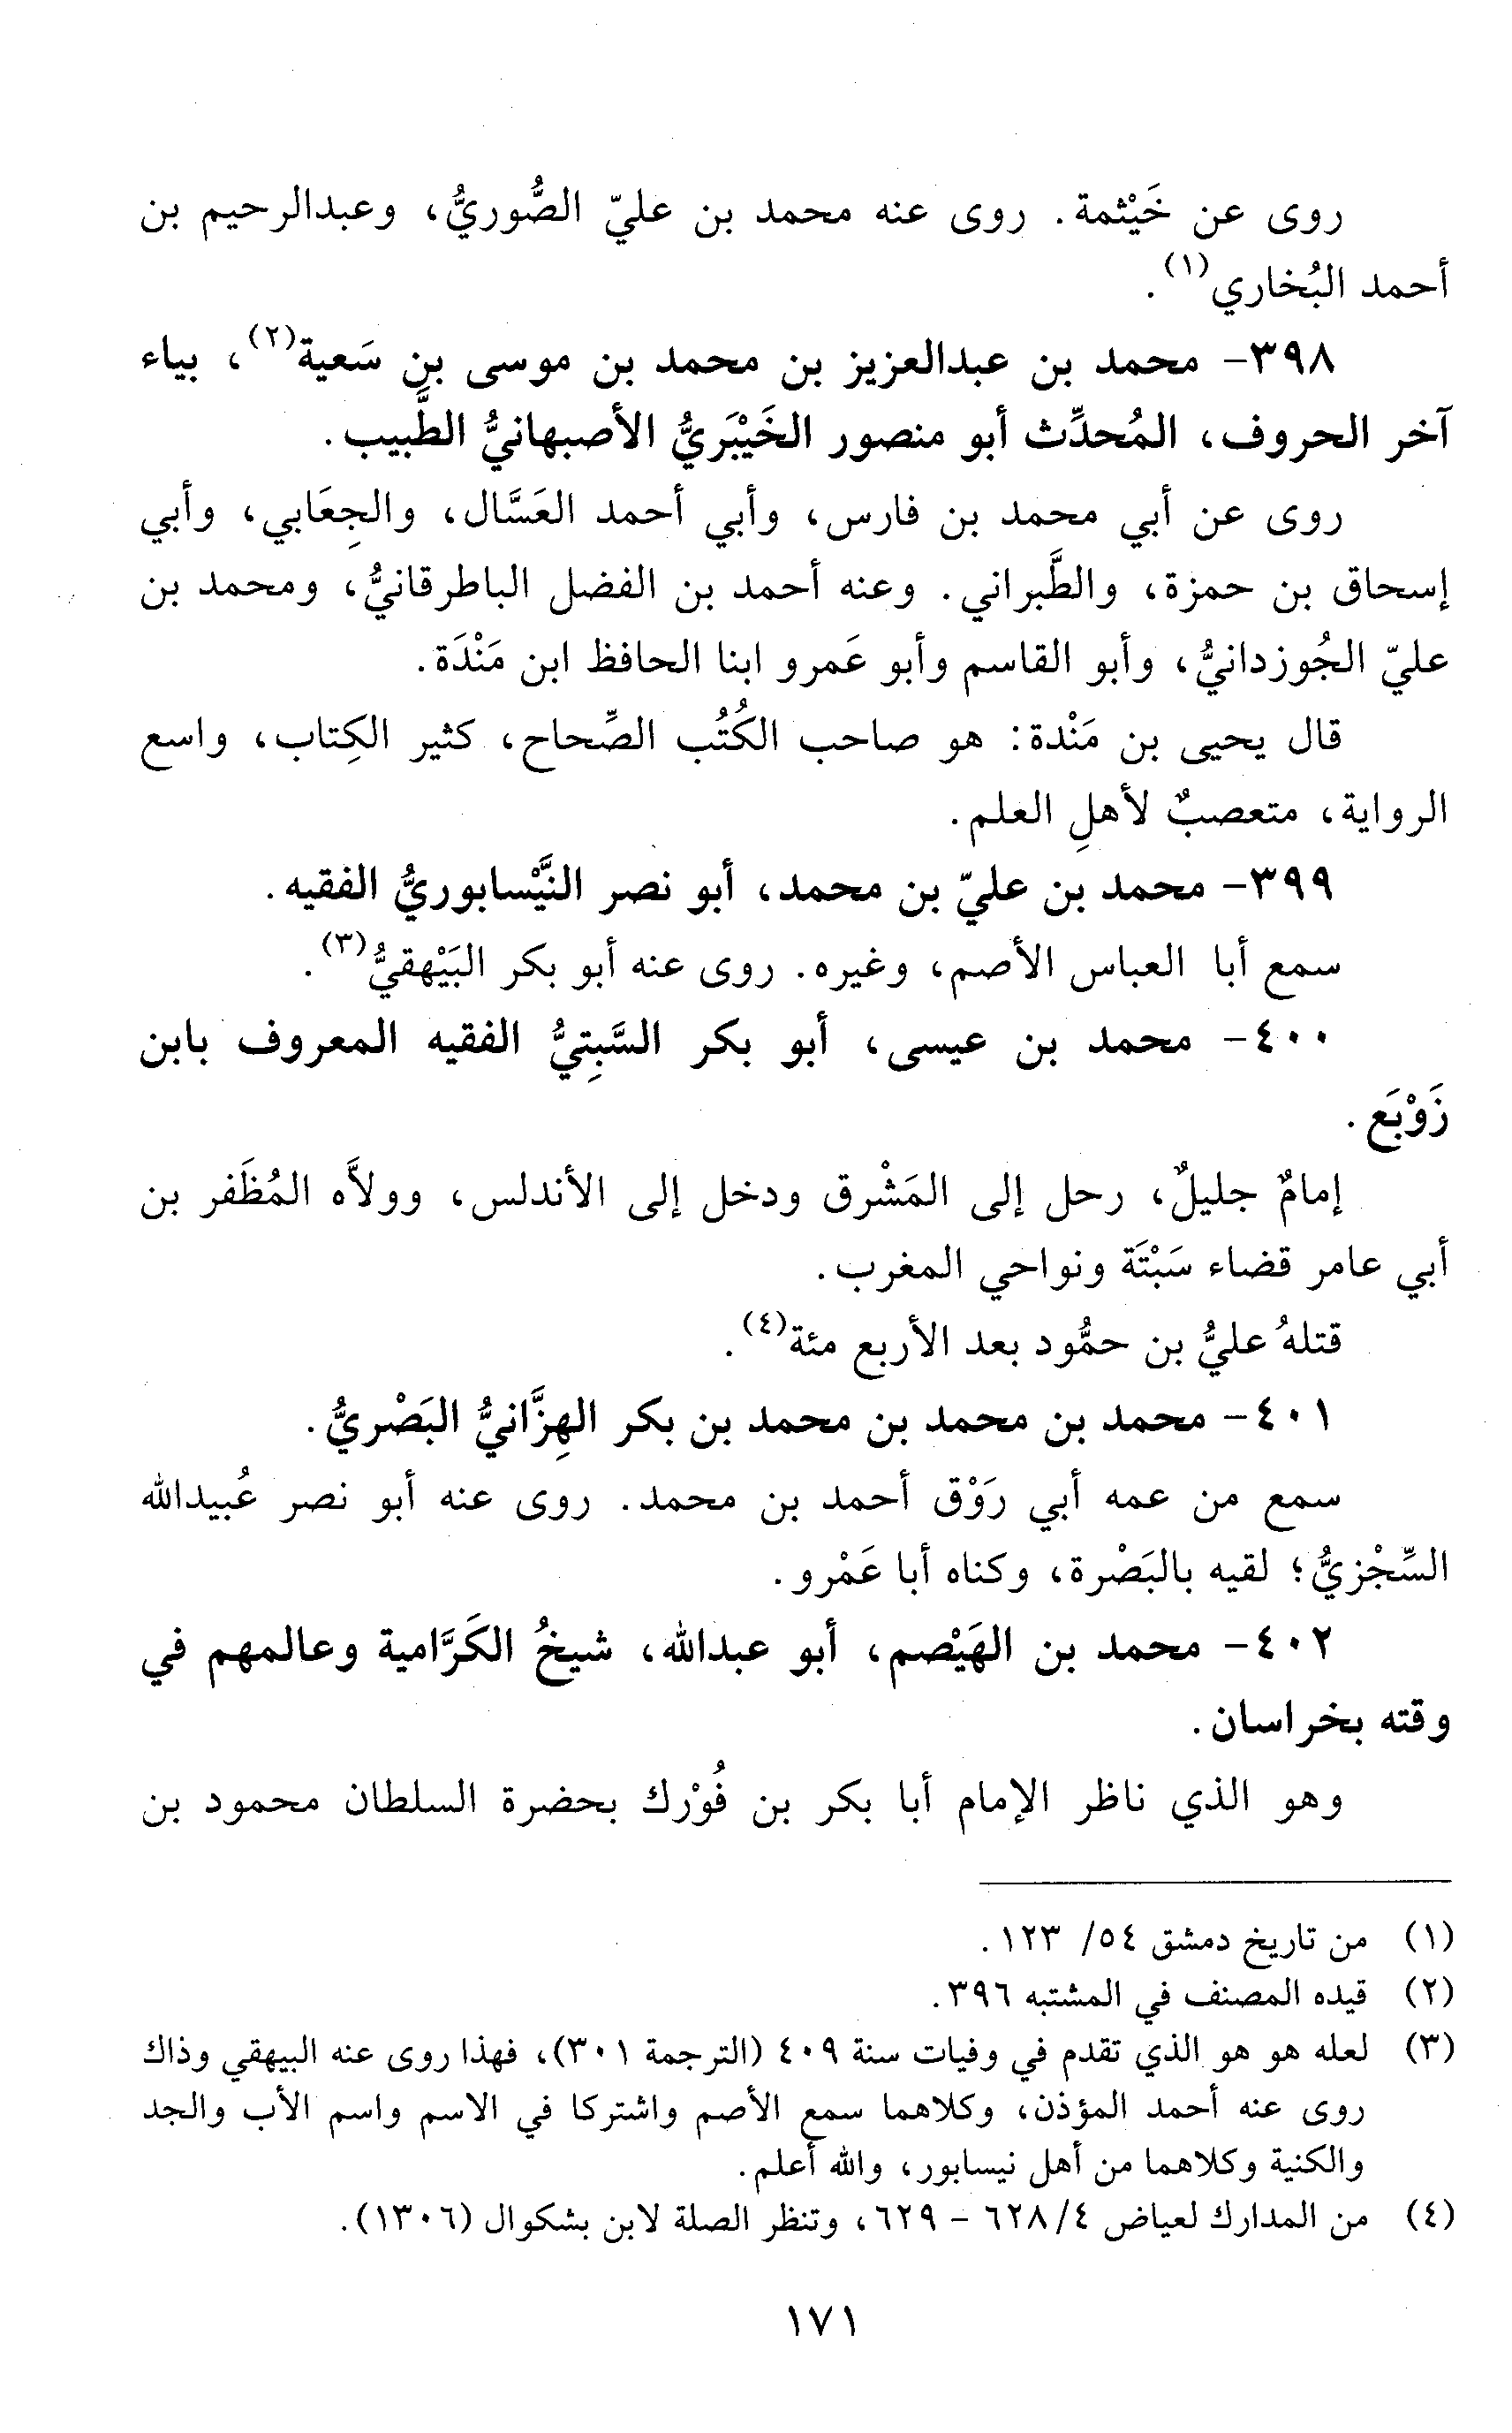 روى عن خَيْثمة. روى عنه محمد بن عليّ الصُّوريُّ، وعبدالرحيم بن
أحمد البُخاري(١).
٣٩٨- محمد بن عبدالعزيز بن محمد بن موسى بن سَعية(٢)، بياء
آخر الحروف، المُحدِّث أبو منصور الخَيْبَريُّ الأصبهانيُّ الطَّبيب.
روى عن أبي محمد بن فارس، وأبي أحمد العَسَّال، والجِعَابي، وأبي
إسحاق بن حمزة، والطَّبراني. وعنه أحمد بن الفضل الباطرقانيُّ، ومحمد بن
عليّ الجُوزدانيُّ، وأبو القاسم وأبو عَمرو ابنا الحافظ ابن مَنْدَة.
قال يحيى بن مَنْدة: هو صاحب الكُتُب الصِّحاح، كثير الكِتاب، واسع
الرواية، متعصبٌ لأهلِ العلم.
٣٩٩- محمد بن عليّ بن محمد، أبو نصر النَّيْسابوريُّ الفقيه.
سمع أبا العباس الأصم، وغيره. روى عنه أبو بكر البَيْهقيُّ(٣).
٤٠٠- محمد بن عيسى، أبو بكر السَّبِتيُّ الفقيه المعروف بابن
زَوْبَع.
إمامٌ جليلٌ، رحل إلى المَشْرق ودخل إلى الأندلس، وولاَّه المُظَفر بن
أبي عامر قضاء سَبْتَة ونواحي المغرب.
قتلهُ عليُّ بن حمُّود بعد الأربع مئة(٤).
٤٠١- محمد بن محمد بن محمد بن بكر الهِزَّانيُّ البَصْريُّ.
سمع من عمه أبي رَوْق أحمد بن محمد. روى عنه أبو نصر عُبيدالله
السِّجْزيُّ؛ لقيه بالبَصْرة، وكناه أبا عَمْرو.
٤٠٢- محمد بن الهَيْصم، أبو عبدالله، شيخُ الكَرَّامية وعالمهم في
وقته بخراسان.
وهو الذي ناظر الإمام أبا بكر بن فُوْرك بحضرة السلطان محمود بن
(١) من تاريخ دمشق ٥٤/ ١٢٣.
(٢) قيده المصنف في المشتبه ٣٩٦.
(٣) لعله هو هو الذي تقدم في وفيات سنة ٤٠٩ (الترجمة ٣٠١)، فهذا روى عنه البيهقي وذاك
روى عنه أحمد المؤذن، وكلاهما سمع الأصم واشتركا في الاسم واسم الأب والجد
والكنية وكلاهما من أهل نيسابور، والله أعلم.
(٤) من المدارك لعياض ٤/ ٦٢٨ - ٦٢٩، وتنظر الصلة لابن بشكوال (١٣٠٦).
١٧١